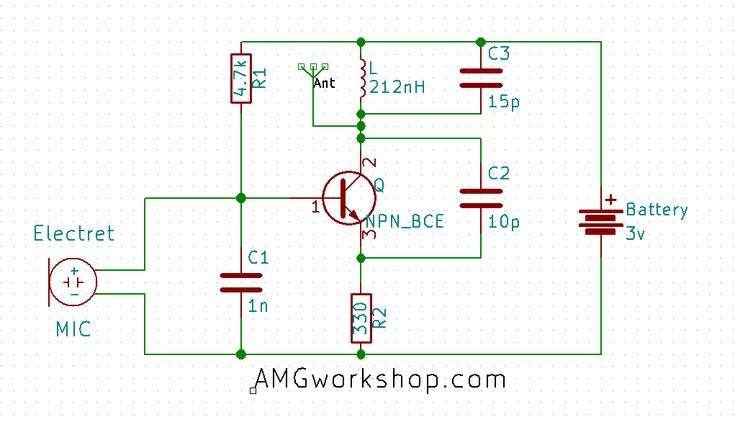 4.7k
R1
Ant
L
212nH
C3
15p
2
Q
1
NPN_BCE
3
C2
10p
+
Battery
3v
Electret
+
-
MIC
C1
1n
330
R2
AMGworkshop.com